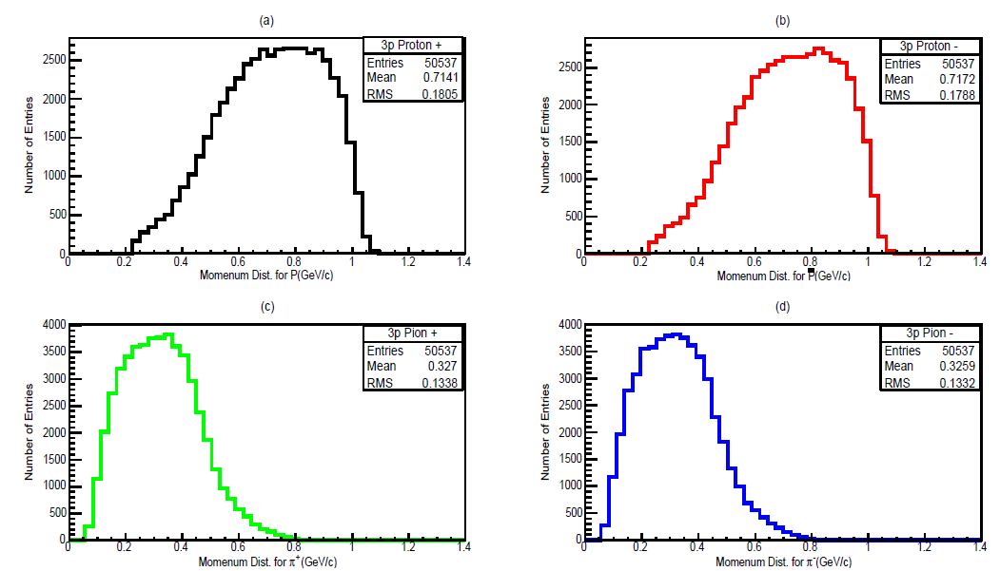 (a)
3p Proton +
Entries 50537
Mean 0.7141
RMS 0.1805
Number of Entries
2500
2000
1500
1000
500
0
0 0.2 0.4 0.6 0.8 1 1.2 1.4
Momenum Dist. for P(GeV/c)
(b)
3p Proton -
Entries 50537
Mean 0.7172
RMS 0.1788
Number of Entries
2500
2000
1500
1000
500
0
0 0.2 0.4 0.6 0.8 1 1.2 1.4
Momenum Dist. for P̄(GeV/c)
(c)
3p Pion +
Entries 50537
Mean 0.327
RMS 0.1338
Number of Entries
4000
3500
3000
2500
2000
1500
1000
500
0
0 0.2 0.4 0.6 0.8 1 1.2 1.4
Momenum Dist. for π⁺(GeV/c)
(d)
3p Pion -
Entries 50537
Mean 0.3259
RMS 0.1332
Number of Entries
4000
3500
3000
2500
2000
1500
1000
500
0
0 0.2 0.4 0.6 0.8 1 1.2 1.4
Momenum Dist. for π⁻(GeV/c)